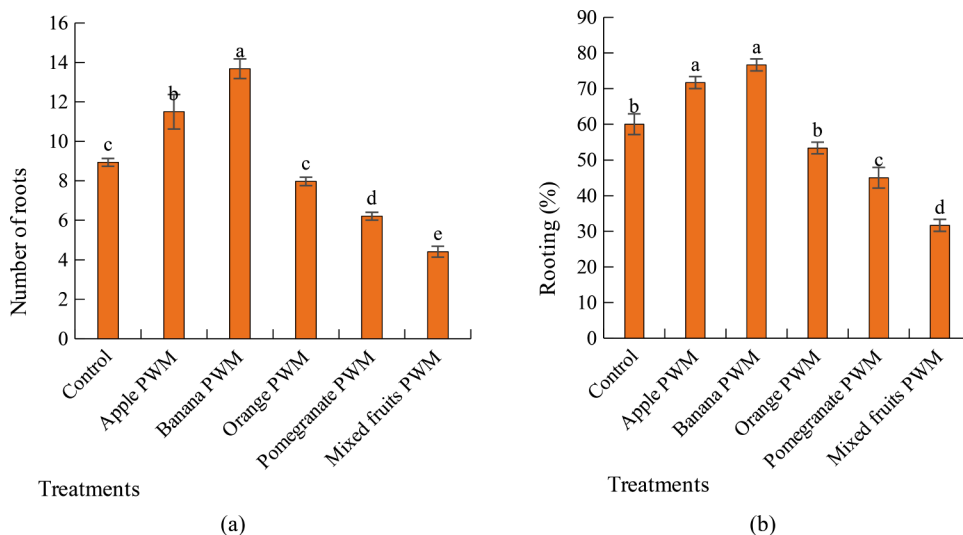 Number of roots
16
14
12
10
8
6
4
2
0
c
b
a
c
d
e
Control
Apple PWM
Banana PWM
Orange PWM
Pomegranate PWM
Mixed fruits PWM
Treatments
(a)
Rooting (%)
90
80
70
60
50
40
30
20
10
0
b
a
a
b
c
d
Control
Apple PWM
Banana PWM
Orange PWM
Pomegranate PWM
Mixed fruits PWM
Treatments
(b)